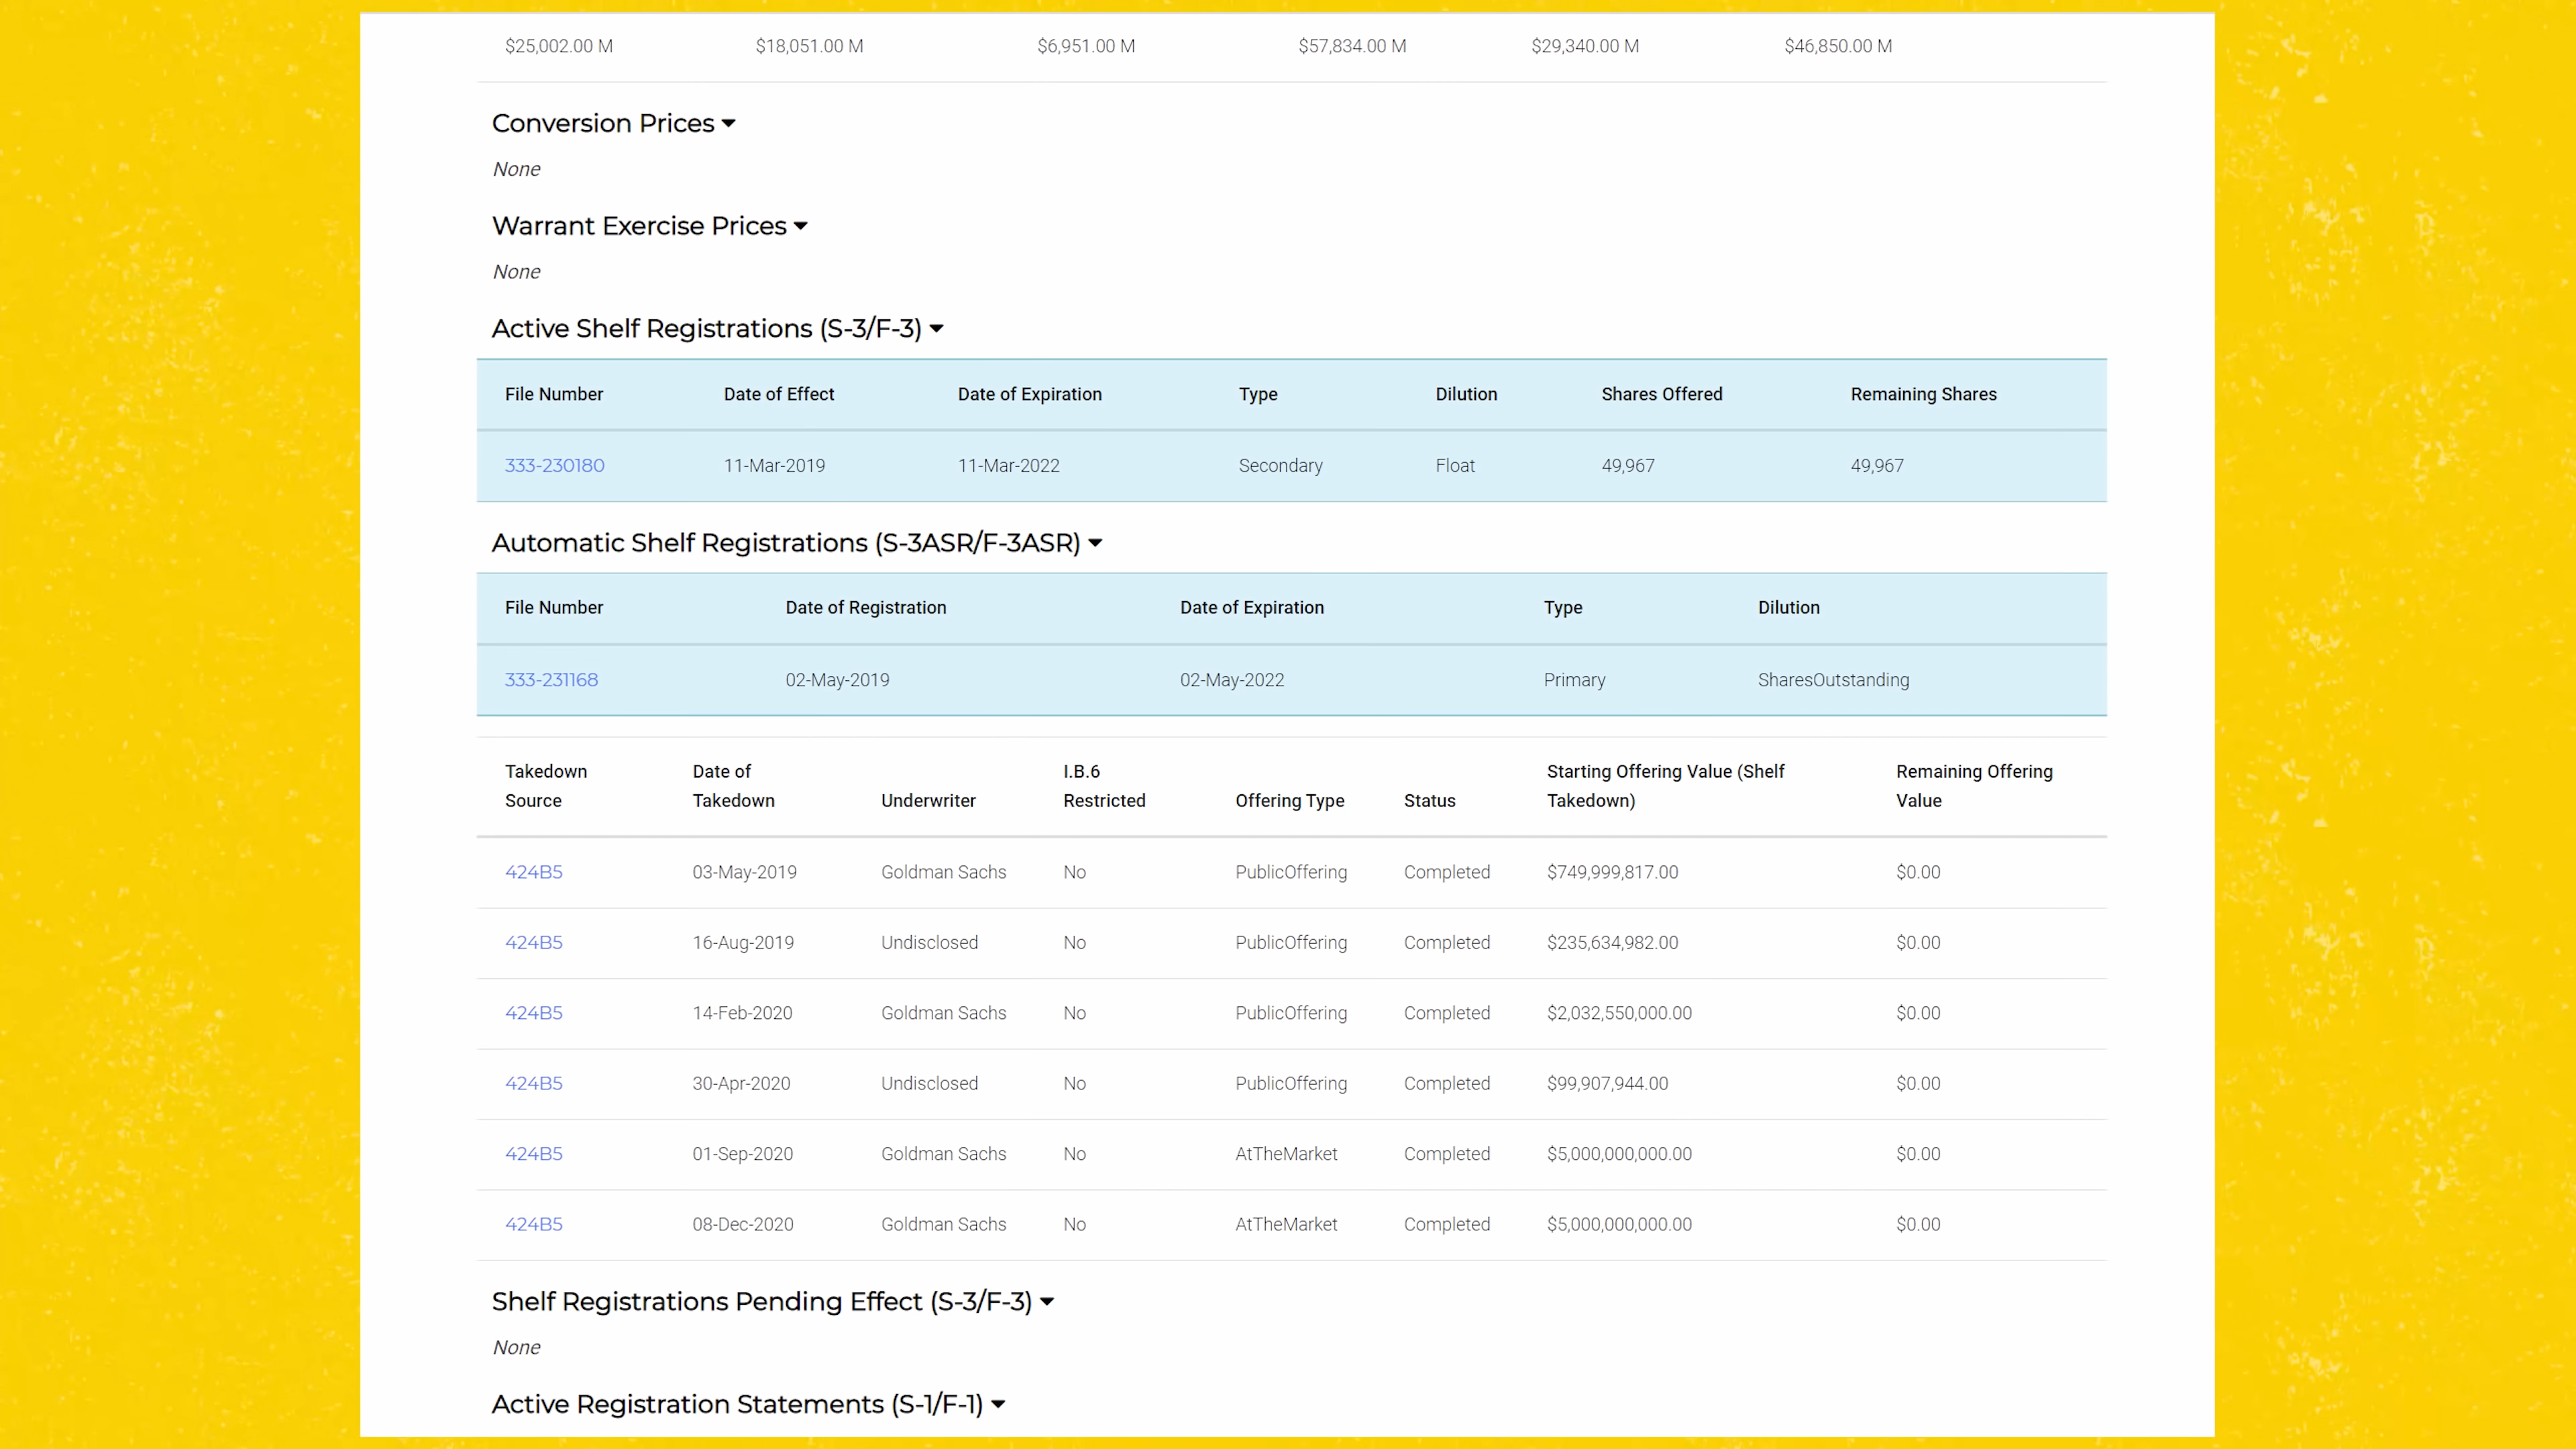 $25,002.00 M $18,051.00 M $6,951.00 M $57,834.00 M $29,340.00 M $46,850.00 M
Conversion Prices
None
Warrant Exercise Prices
None
Active Shelf Registrations (S-3/F-3)
File Number Date of Effect Date of Expiration Type Dilution Shares Offered Remaining Shares
333-230180 11-Mar-2019 11-Mar-2022 Secondary Float 49,967 49,967
Automatic Shelf Registrations (S-3ASR/F-3ASR)
File Number Date of Registration Date of Expiration Type Dilution
333-231168 02-May-2019 02-May-2022 Primary SharesOutstanding
Takedown Source Date of Takedown Underwriter I.B.6 Restricted Offering Type Status Starting Offering Value (Shelf Takedown) Remaining Offering Value
424B5 03-May-2019 Goldman Sachs No PublicOffering Completed $749,999,817.00 $0.00
424B5 16-Aug-2019 Undisclosed No PublicOffering Completed $235,634,982.00 $0.00
424B5 14-Feb-2020 Goldman Sachs No PublicOffering Completed $2,032,550,000.00 $0.00
424B5 30-Apr-2020 Undisclosed No PublicOffering Completed $99,907,944.00 $0.00
424B5 01-Sep-2020 Goldman Sachs No AtTheMarket Completed $5,000,000,000.00 $0.00
424B5 08-Dec-2020 Goldman Sachs No AtTheMarket Completed $5,000,000,000.00 $0.00
Shelf Registrations Pending Effect (S-3/F-3)
None
Active Registration Statements (S-1/F-1)